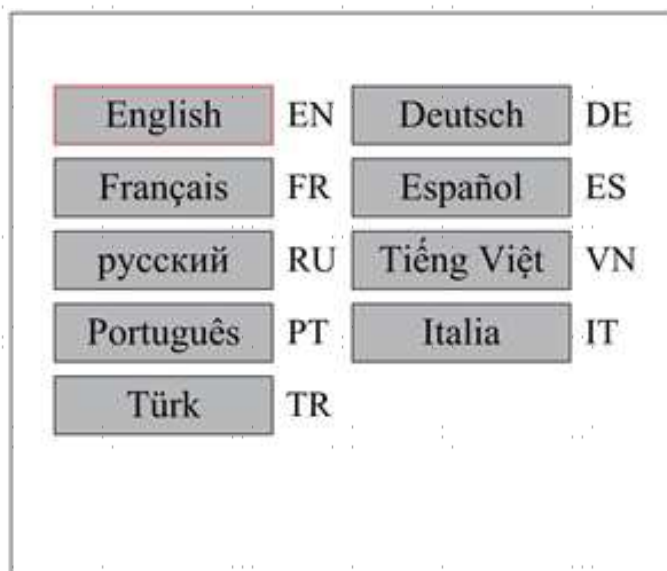 English EN Deutsch DE
Français FR Español ES
русский RU Tiếng Việt VN
Português PT Italia IT
Türk TR